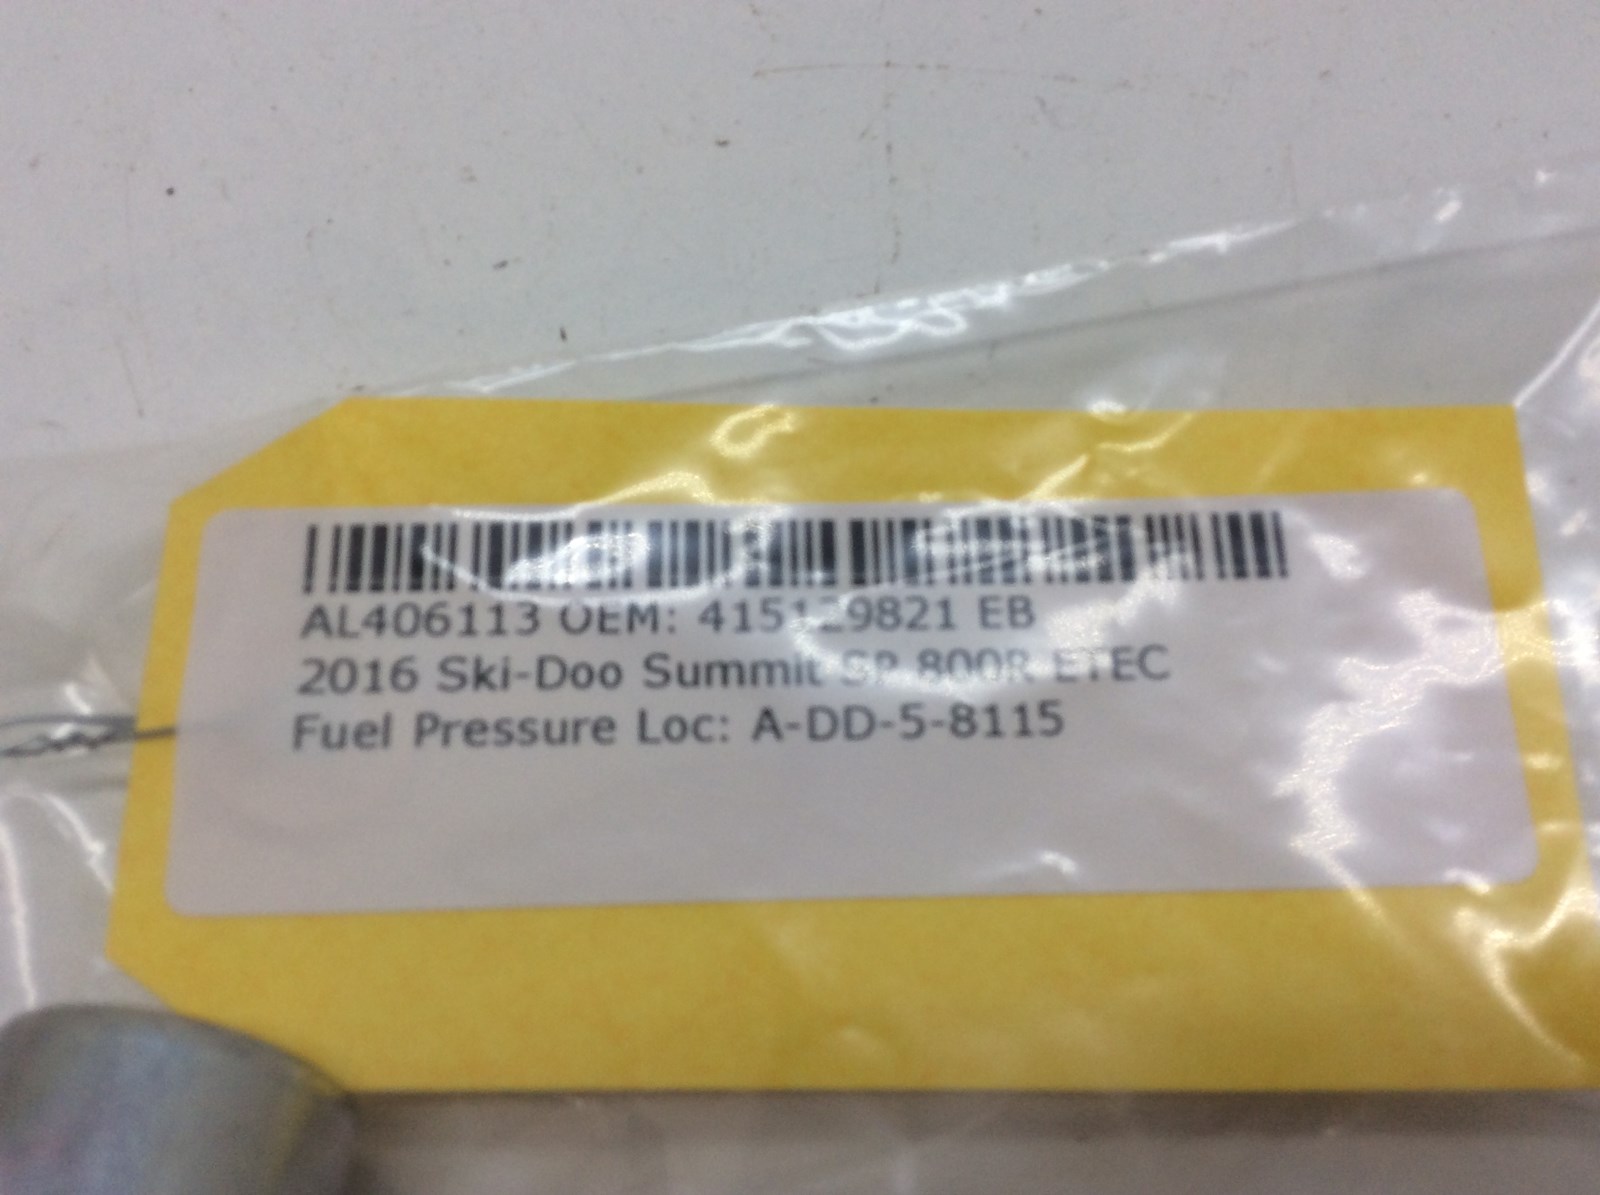 AL406113 OEM: 415129821 EB
2016 Ski-Doo Summit SP 800R ETEC
Fuel Pressure Loc: A-DD-5-8115